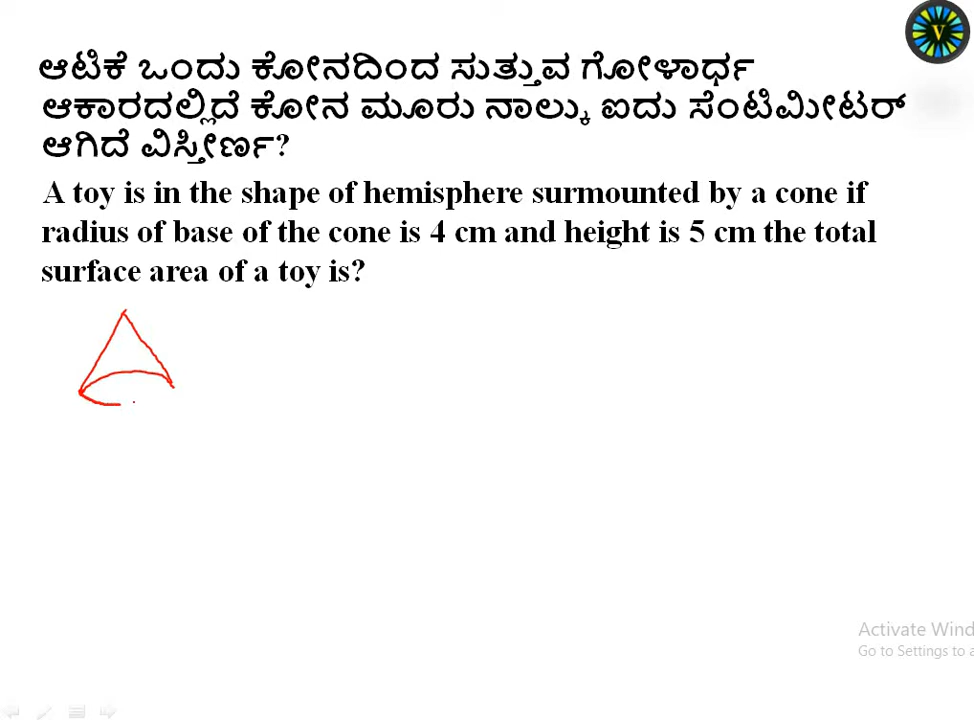 ಆಟಿಕೆ ಒಂದು ಕೋನದಿಂದ ಸುತ್ತುವ ಗೋಳಾರ್ಧ
ಆಕಾರದಲ್ಲಿದೆ ಕೋನ ಮೂರು ನಾಲ್ಕು ಐದು ಸೆಂಟಿಮೀಟರ್
ಆಗಿದೆ ವಿಸ್ತೀರ್ಣ?
A toy is in the shape of hemisphere surmounted by a cone if
radius of base of the cone is 4 cm and height is 5 cm the total
surface area of a toy is?
V
Activate Wind
Go to Settings to a